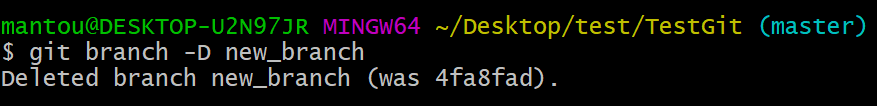 mantou@DESKTOP-U2N97JR MINGW64 ~/Desktop/test/TestGit (master)
$ git branch -D new_branch
Deleted branch new_branch (was 4fa8fad).